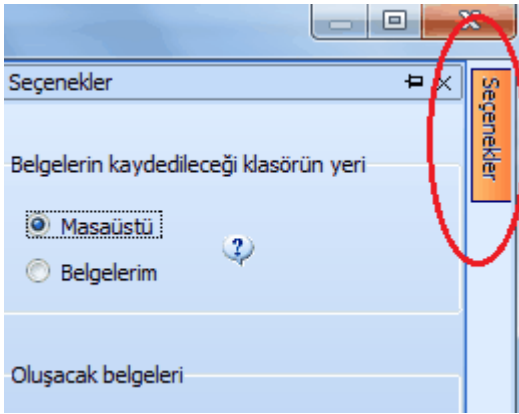 Seçenekler
Seçenekler
Belgelerin kaydedileceği klasörün yeri
Masaüstü
?
Belgelerim
Oluşacak belgeleri